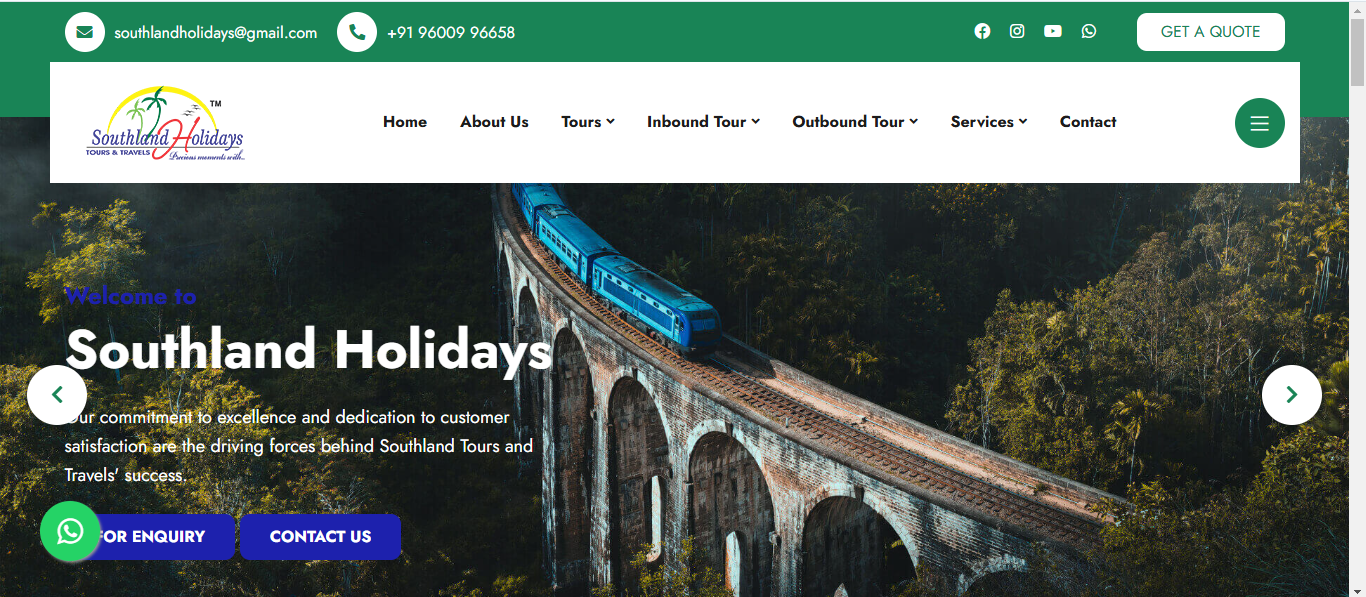 southlandholidays@gmail.com +91 96009 96658 GET A QUOTE
TM
Southland Holidays
TOURS & TRAVELS Precious moments with..
Home About Us Tours Inbound Tour Outbound Tour Services Contact
Welcome to
Southland Holidays
Our commitment to excellence and dedication to customer
satisfaction are the driving forces behind Southland Tours and
Travels' success.
FOR ENQUIRY CONTACT US